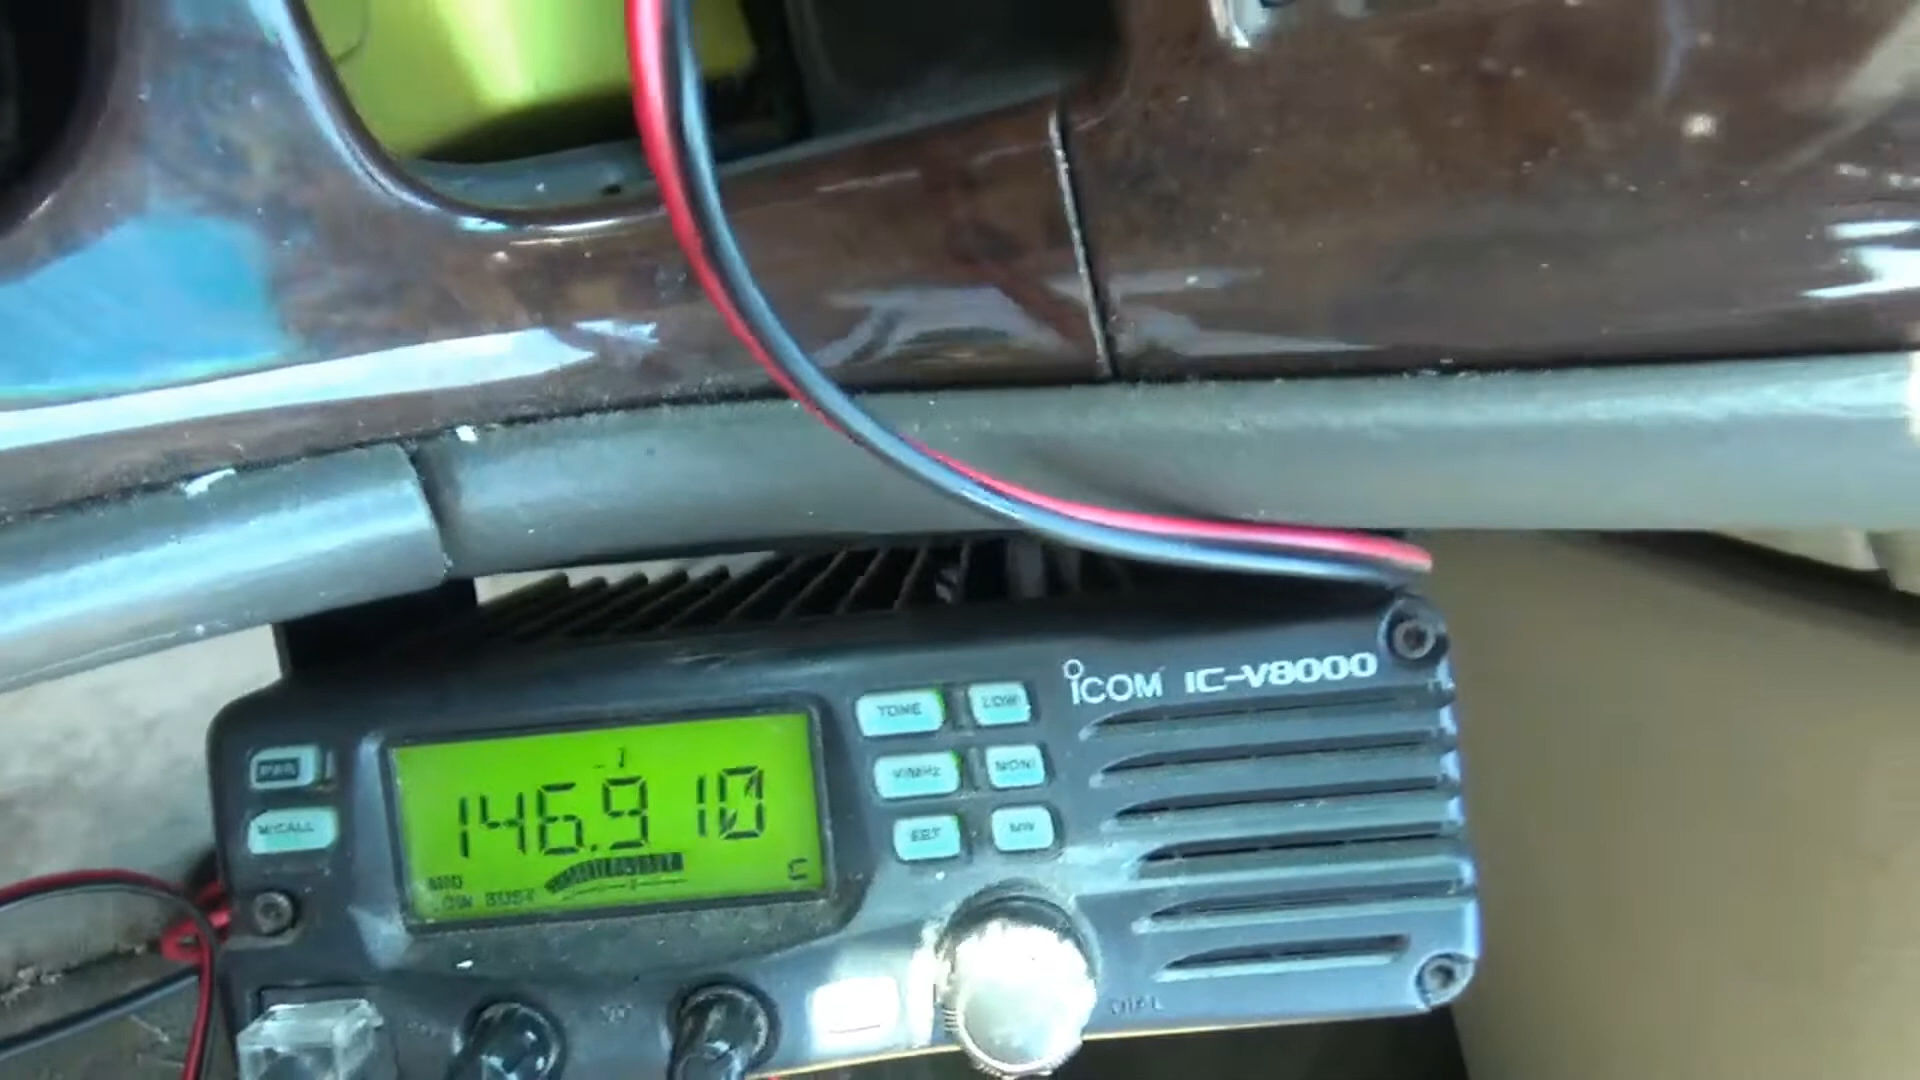 ICOM IC-V8000
TONE LOW
PWR
V/MHz MONI
M/CALL
SET MW
146.910
MID
LOW BUSY
C
DIAL